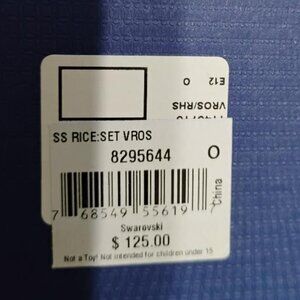 E12 O
VROS/RHS
SS RICE:SET VROS
8295644 O
7 68549 55619 7
China
Swarovski
$ 125.00
Not a Toy! Not intended for children under 15